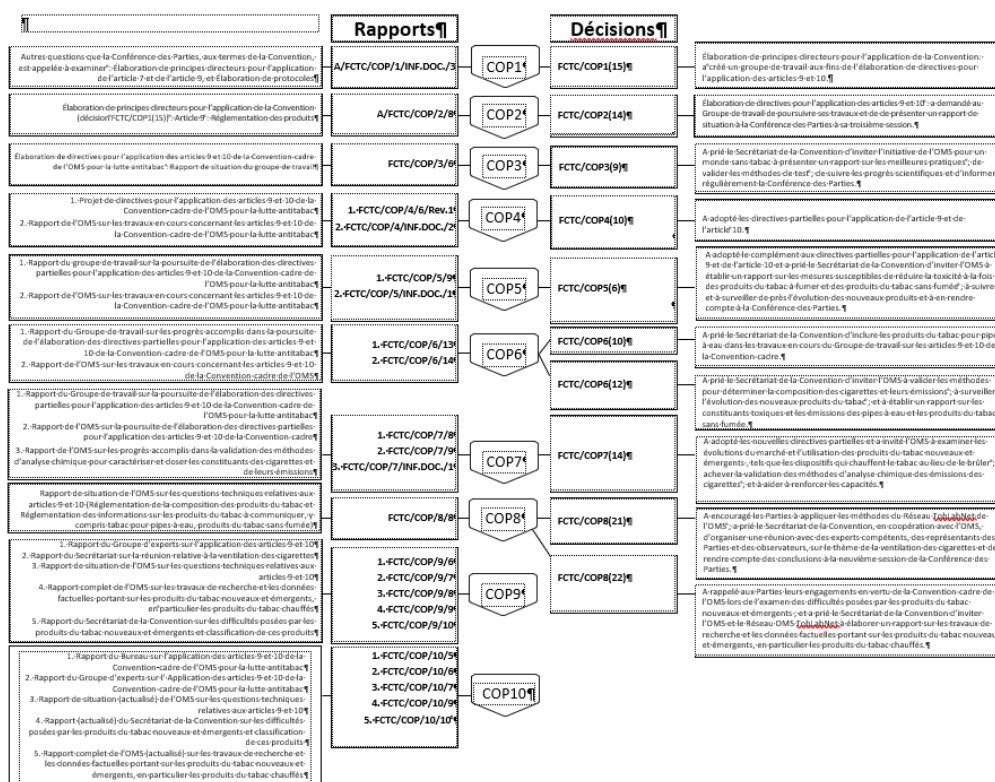 ¶
Rapports¶
Décisions¶
Autres questions que la Conférence des Parties, aux termes de la Convention,
est appelée à examiner : Élaboration de principes directeurs pour l'application
de l'article 7 et de l'article 9, et Élaboration de protocoles¶
A/FCTC/COP/1/INF.DOC./3
COP1¶
FCTC/COP1(15)¶
Élaboration de principes directeurs pour l'application de la Convention:
a créé un groupe de travail aux fins de l'élaboration de directives pour
l'application des articles 9 et 10.¶
Élaboration de principes directeurs pour l'application de la Convention
(décision FCTC/COP1(15)) : Article 9 : Réglementation des produits¶
A/FCTC/COP/2/8¶
COP2
FCTC/COP2(14)¶
Élaboration de directives pour l'application des articles 9 et 10 : a demandé au
Groupe de travail de poursuivre ses travaux et de de présenter un rapport de
situation à la Conférence des Parties à sa troisième session.¶
Élaboration de directives pour l'application des articles 9 et 10 de la Convention-cadre
de l'OMS pour la lutte antitabac : Rapport de situation du groupe de travail¶
FCTC/COP/3/6¶
COP3
FCTC/COP3(9)¶
A prié le Secrétariat de la Convention d'inviter l'Initiative de l'OMS pour un
monde sans tabac à présenter un rapport sur les meilleures pratiques ; de
valider les méthodes de test ; de suivre les progrès scientifiques et d'informer
régulièrement la Conférence des Parties.¶
1. Projet de directives pour l'application des articles 9 et 10 de la
Convention-cadre de l'OMS pour la lutte antitabac
2. Rapport de l'OMS sur les travaux en cours concernant les articles 9 et 10 de
la Convention-cadre de l'OMS pour la lutte antitabac¶
1. FCTC/COP/4/6/Rev.1¶
2. FCTC/COP/4/INF.DOC./2¶
COP4
FCTC/COP4(10)¶
A adopté les directives partielles pour l'application de l'article 9 et de
l'article 10.¶
1. Rapport du groupe de travail sur la poursuite de l'élaboration des directives
partielles pour l'application des articles 9 et 10 de la Convention-cadre de
l'OMS pour la lutte antitabac¶
2. Rapport de l'OMS sur les travaux en cours concernant les articles 9 et 10 de
la Convention-cadre de l'OMS pour la lutte antitabac¶
1. FCTC/COP/5/9¶
2. FCTC/COP/5/INF.DOC./1¶
COP5
FCTC/COP5(6)¶
A adopté le complément aux directives partielles pour l'application de l'article
9 et de l'article 10 et a prié le Secrétariat de la Convention d'inviter l'OMS à
établir un rapport sur les mesures susceptibles de réduire la toxicité à la fois
des produits du tabac à fumer et des produits du tabac sans fumée ; à suivre
et à surveiller de près l'évolution des nouveaux produits et à en rendre
compte à la Conférence des Parties.¶
1. Rapport du Groupe de travail sur les progrès accomplis dans la poursuite
de l'élaboration des directives partielles pour l'application des articles 9 et
10 de la Convention-cadre de l'OMS pour la lutte antitabac¶
2. Rapport de l'OMS sur les travaux en cours concernant les articles 9 et 10
de la Convention-cadre de l'OMS¶
1. FCTC/COP/6/13¶
2. FCTC/COP/6/14¶
COP6
FCTC/COP6(10)¶
A prié le Secrétariat de la Convention d'inclure les produits du tabac pour pipe
à eau dans les travaux en cours du Groupe de travail sur les articles 9 et 10 de
la Convention-cadre.¶
FCTC/COP6(12)¶
A prié le Secrétariat de la Convention d'inviter l'OMS à valider les méthodes
pour déterminer la composition des cigarettes et leurs émissions ; à surveiller
l'évolution des nouveaux produits du tabac ; et à établir un rapport sur les
constituants toxiques et les émissions des pipes à eau et les produits du tabac
sans fumée.¶
1. Rapport du Groupe de travail sur la poursuite de l'élaboration des directives
partielles pour l'application des articles 9 et 10 de la Convention-cadre de
l'OMS pour la lutte antitabac¶
2. Rapport de l'OMS sur la poursuite de l'élaboration des directives partielles
pour l'application des articles 9 et 10 de la Convention-cadre¶
3. Rapport de l'OMS sur les progrès accomplis dans la validation des méthodes
d'analyse chimique pour caractériser et doser les constituants des cigarettes et
de leurs émissions¶
1. FCTC/COP/7/8¶
2. FCTC/COP/7/9¶
3. FCTC/COP/7/INF.DOC./1¶
COP7
FCTC/COP7(14)¶
A adopté les nouvelles directives partielles et a invité l'OMS à examiner les
évolutions du marché et l'utilisation des produits du tabac nouveaux et
émergents, tels que les dispositifs qui chauffent le tabac au lieu de le brûler ;
achever la validation des méthodes d'analyse chimique des émissions des
cigarettes ; et à aider à renforcer les capacités.¶
Rapport de situation de l'OMS sur les questions techniques relatives aux
articles 9 et 10 (Réglementation de la composition des produits du tabac et
Réglementation des informations sur les produits du tabac à communiquer, y
compris tabac pour pipes à eau, produits du tabac sans fumée)¶
FCTC/COP/8/8¶
COP8
FCTC/COP8(21)¶
A encouragé les Parties à appliquer les méthodes du Réseau TobLabNet de
l'OMS ; a prié le Secrétariat de la Convention, en coopération avec l'OMS,
d'organiser une réunion avec des experts compétents, des représentants des
Parties et des observateurs, sur le thème de la ventilation des cigarettes et de
rendre compte des conclusions à la neuvième session de la Conférence des
Parties.¶
1. Rapport du Groupe d'experts sur l'application des articles 9 et 10¶
2. Rapport du Secrétariat sur la réunion relative à la ventilation des cigarettes
3. Rapport de situation de l'OMS sur les questions techniques relatives aux
articles 9 et 10¶
4. Rapport complet de l'OMS sur les travaux de recherche et les données
factuelles portant sur les produits du tabac nouveaux et émergents,
en particulier les produits du tabac chauffés¶
5. Rapport du Secrétariat de la Convention sur les difficultés posées par les
produits du tabac nouveaux et émergents et classification de ces produits¶
1. FCTC/COP/9/6¶
2. FCTC/COP/9/7¶
3. FCTC/COP/9/8¶
4. FCTC/COP/9/9¶
5. FCTC/COP/9/10¶
COP9
FCTC/COP8(22)¶
A rappelé aux Parties leurs engagements en vertu de la Convention-cadre de
l'OMS lors de l'examen des difficultés posées par les produits du tabac
nouveaux et émergents ; et a prié le Secrétariat de la Convention d'inviter
l'OMS et le Réseau OMS TobLabNet à élaborer un rapport sur les travaux de
recherche et les données factuelles portant sur les produits du tabac nouveaux
et émergents, en particulier les produits du tabac chauffés.¶
1. Rapport du Bureau sur l'application des articles 9 et 10 de la
Convention-cadre de l'OMS pour la lutte antitabac¶
2. Rapport du Groupe d'experts sur l'Application des articles 9 et 10 de la
Convention-cadre de l'OMS pour la lutte antitabac¶
3. Rapport de situation (actualisé) de l'OMS sur les questions techniques
relatives aux articles 9 et 10¶
4. Rapport (actualisé) du Secrétariat de la Convention sur les difficultés
posées par les produits du tabac nouveaux et émergents et classification
de ces produits¶
5. Rapport complet de l'OMS (actualisé) sur les travaux de recherche et
les données factuelles portant sur les produits du tabac nouveaux et
émergents, en particulier les produits du tabac chauffés¶
1. FCTC/COP/10/5¶
2. FCTC/COP/10/6¶
3. FCTC/COP/10/7¶
4. FCTC/COP/10/9¶
5. FCTC/COP/10/10¶
COP10¶